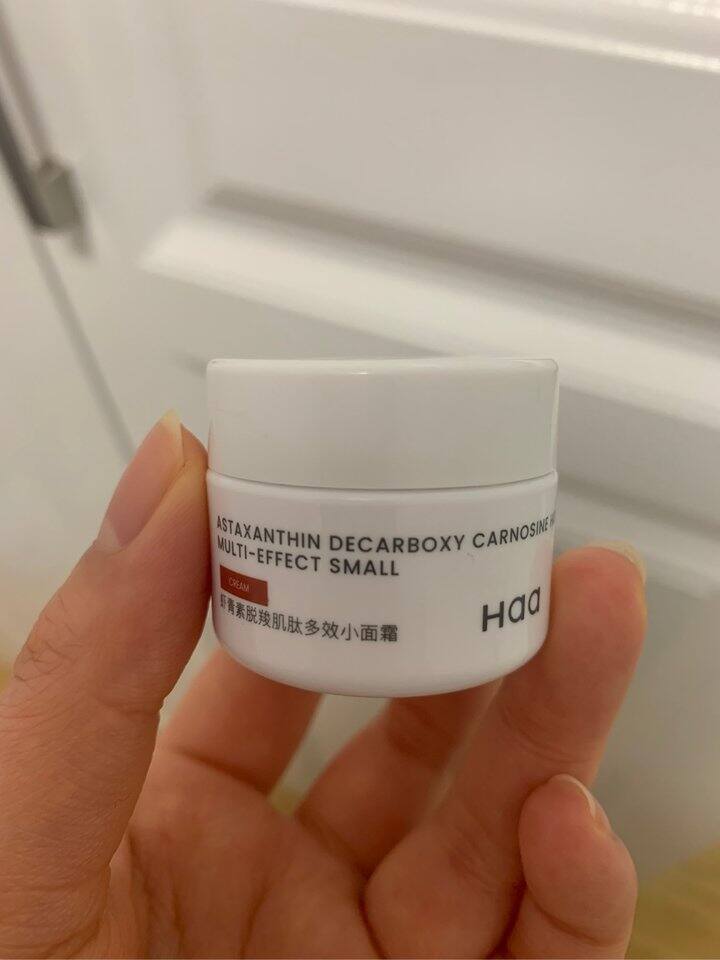 ASTAXANTHIN DECARBOXY CARNOSINE
MULTI-EFFECT SMALL
CREAM
虾青素脱羧肌肽多效小面霜
Haa